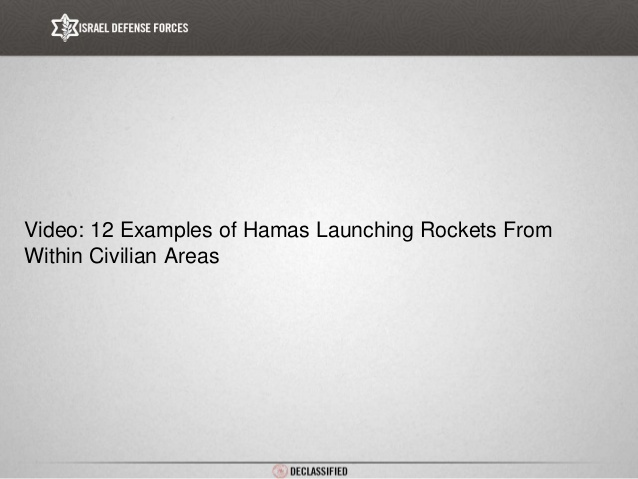 ISRAEL DEFENSE FORCES
Video: 12 Examples of Hamas Launching Rockets From
Within Civilian Areas
DECLASSIFIED